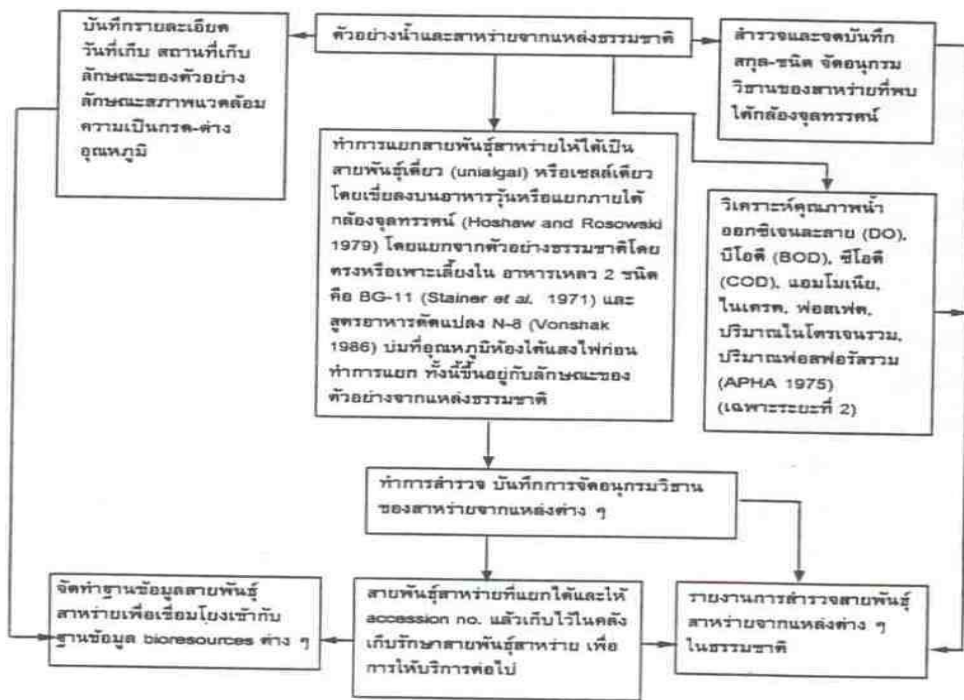 บันทึกรายละเอียด
วันที่เก็บ สถานที่เก็บ
ลักษณะของตัวอย่าง
ลักษณะสภาพแวดล้อม
ความเป็นกรด-ด่าง
อุณหภูมิ
ตัวอย่างน้ำและสาหร่ายจากแหล่งธรรมชาติ
สำรวจและจดบันทึก
สกุล-ชนิด จัดอนุกรม
วิธานของสาหร่ายที่พบ
ใต้กล้องจุลทรรศน์
ทำการแยกสายพันธุ์สาหร่ายให้ได้เป็น
สายพันธุ์เดี่ยว (unialgal) หรือเซลล์เดียว
โดยเขี่ยลงบนอาหารวุ้นหรือแยกภายใต้
กล้องจุลทรรศน์ (Hoshaw and Rosowski
1979) โดยแยกจากตัวอย่างธรรมชาติโดย
ตรงหรือเพาะเลี้ยงใน อาหารเหลว 2 ชนิด
คือ BG-11 (Stainer et al. 1971) และ
สูตรอาหารดัดแปลง N-8 (Vonshak
1986) บ่มที่อุณหภูมิห้องใต้แสงไฟก่อน
ทำการแยก ทั้งนี้ขึ้นอยู่กับลักษณะของ
ตัวอย่างจากแหล่งธรรมชาติ
วิเคราะห์คุณภาพน้ำ
ออกซิเจนละลาย (DO),
บีโอดี (BOD), ซีโอดี
(COD), แอมโมเนีย,
ไนเตรต, ฟอสเฟต,
ปริมาณไนโตรเจนรวม,
ปริมาณฟอสฟอรัสรวม
(APHA 1975)
(เฉพาะระยะที่ 2)
ทำการสำรวจ บันทึกการจัดอนุกรมวิธาน
ของสาหร่ายจากแหล่งต่าง ๆ
จัดทำฐานข้อมูลสายพันธุ์
สาหร่ายเพื่อเชื่อมโยงเข้ากับ
ฐานข้อมูล bioresources ต่าง ๆ
สายพันธุ์สาหร่ายที่แยกได้และให้
accession no. แล้วเก็บไว้ในคลัง
เก็บรักษาสายพันธุ์สาหร่าย เพื่อ
การให้บริการต่อไป
รายงานการสำรวจสายพันธุ์
สาหร่ายจากแหล่งต่าง ๆ
ในธรรมชาติ